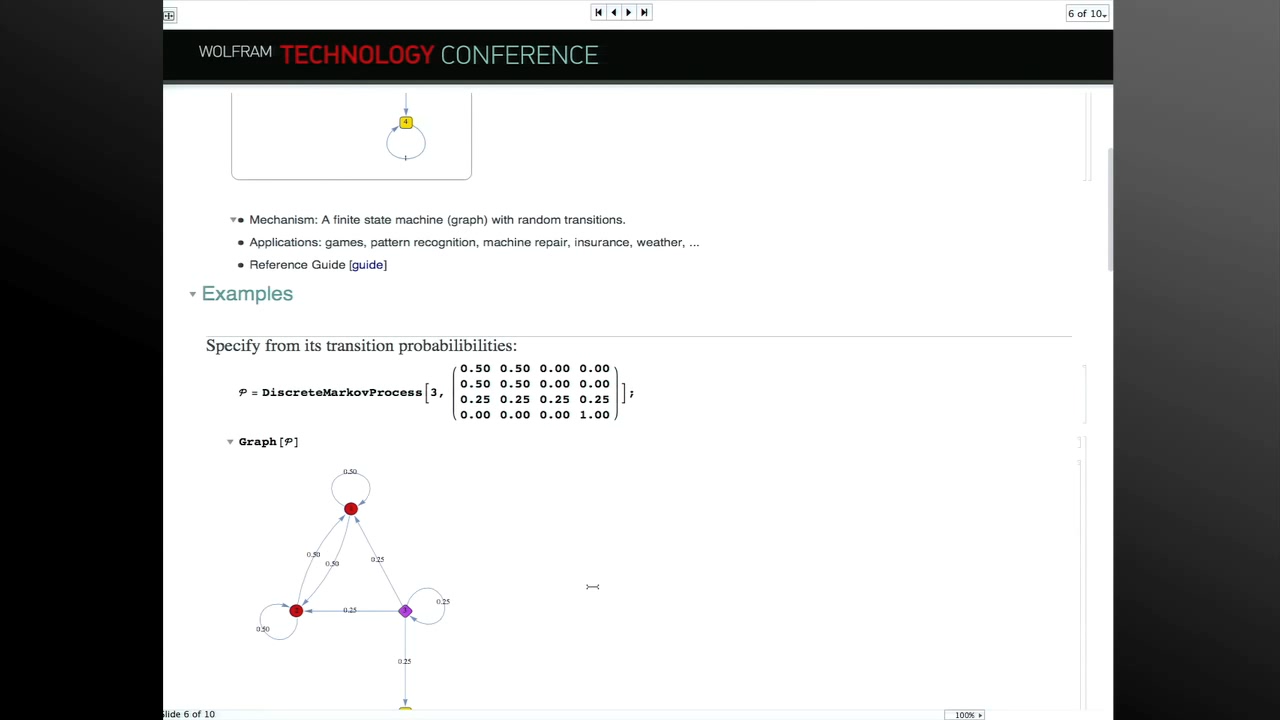 6 of 10
WOLFRAM TECHNOLOGY CONFERENCE
4
1
Mechanism: A finite state machine (graph) with random transitions.
Applications: games, pattern recognition, machine repair, insurance, weather, ...
Reference Guide [guide]
Examples
Specify from its transition probabilibilities:
0.50 0.50 0.00 0.00
0.50 0.50 0.00 0.00
𝒫 = DiscreteMarkovProcess[3, ];
0.25 0.25 0.25 0.25
0.00 0.00 0.00 1.00
Graph[𝒫]
0.50
0.50
0.50
0.25
0.25
0.25
0.50
0.25
Slide 6 of 10
100%